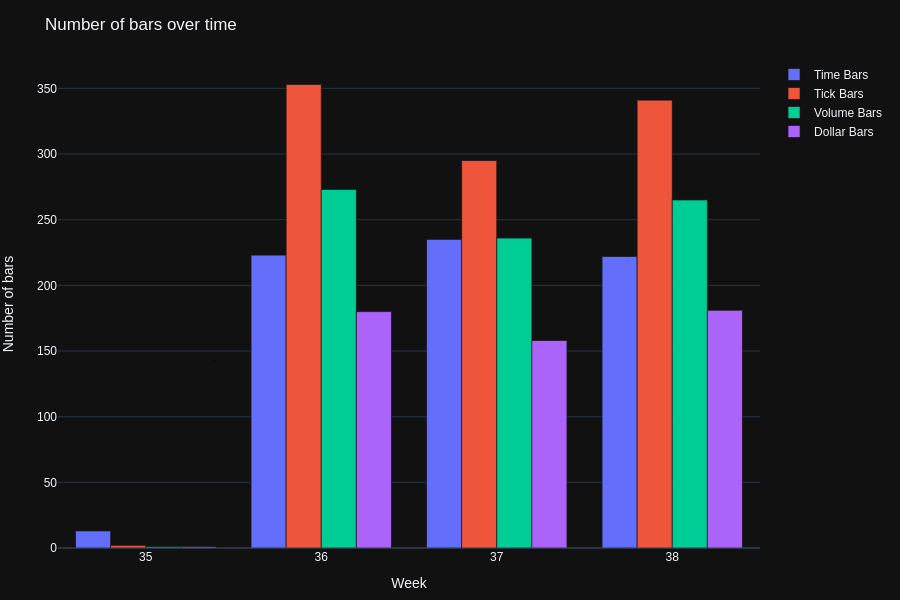 Number of bars over time
Time Bars
Tick Bars
Volume Bars
Dollar Bars
Number of bars
350
300
250
200
150
100
50
0
35
36
37
38
Week